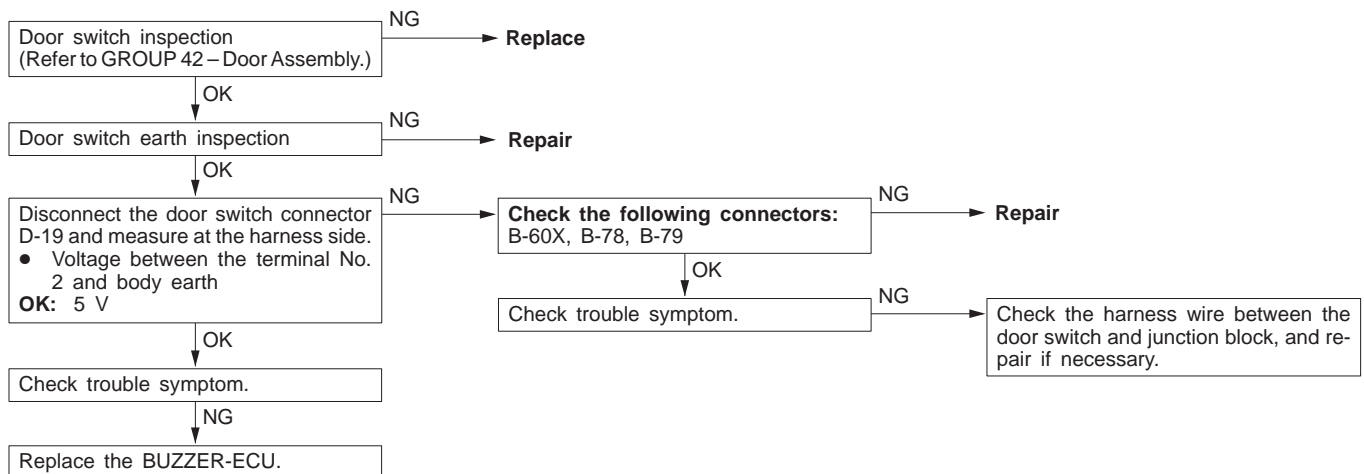 Door switch inspection
(Refer to GROUP 42 – Door Assembly.)
NG
Replace
OK
Door switch earth inspection
NG
Repair
OK
Disconnect the door switch connector
D-19 and measure at the harness side.
● Voltage between the terminal No.
2 and body earth
OK: 5 V
NG
Check the following connectors:
B-60X, B-78, B-79
NG
Repair
OK
Check trouble symptom.
NG
Check the harness wire between the
door switch and junction block, and re-
pair if necessary.
OK
Check trouble symptom.
NG
Replace the BUZZER-ECU.